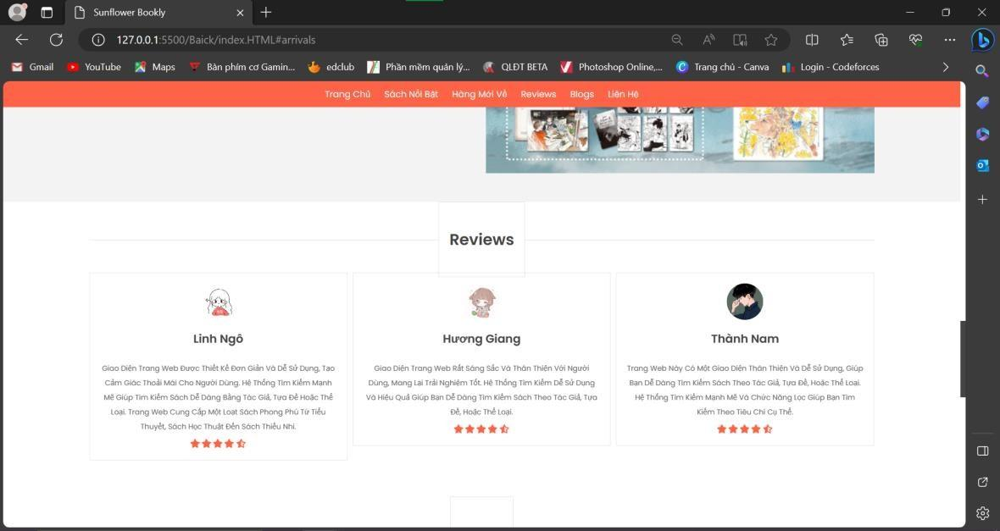 Sunflower Bookly
127.0.0.1:5500/Baick/index.HTML#arrivals
Gmail YouTube Maps Bàn phím cơ Gamin... edclub Phần mềm quản lý... QLĐT BETA Photoshop Online,... Trang chủ - Canva Login - Codeforces
Trang Chủ Sách Nổi Bật Hàng Mới Về Reviews Blogs Liên Hệ
Reviews
Linh Ngô
Giao Diện Trang Web Được Thiết Kế Đơn Giản Và Dễ Sử Dụng, Tạo
Cảm Giác Thoải Mái Cho Người Dùng. Hệ Thống Tìm Kiếm Mạnh
Mẽ Giúp Tìm Kiếm Sách Dễ Dàng Bằng Tác Giả, Tựa Đề Hoặc Thể
Loại. Trang Web Cung Cấp Một Loạt Sách Phong Phú Từ Tiểu
Thuyết, Sách Học Thuật Đến Sách Thiếu Nhi.
Hương Giang
Giao Diện Trang Web Rất Sáng Sắc Và Thân Thiện Với Người
Dùng, Mang Lại Trải Nghiệm Tốt. Hệ Thống Tìm Kiếm Dễ Sử Dụng
Và Hiệu Quả Giúp Bạn Dễ Dàng Tìm Kiếm Sách Theo Tác Giả, Tựa
Đề, Hoặc Thể Loại.
Thành Nam
Trang Web Này Có Một Giao Diện Thân Thiện Và Dễ Sử Dụng, Giúp
Bạn Dễ Dàng Tìm Kiếm Sách Theo Tác Giả, Tựa Đề, Hoặc Thể Loại.
Hệ Thống Tìm Kiếm Mạnh Mẽ Và Chức Năng Lọc Giúp Bạn Tìm
Kiếm Theo Tiêu Chí Cụ Thể.